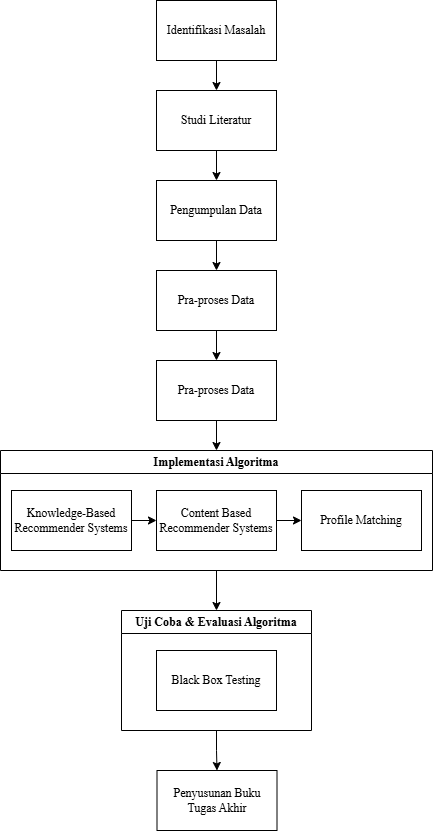 Identifikasi Masalah
Studi Literatur
Pengumpulan Data
Pra-proses Data
Pra-proses Data
Implementasi Algoritma
Knowledge-Based
Recommender Systems
Content Based
Recommender Systems
Profile Matching
Uji Coba & Evaluasi Algoritma
Black Box Testing
Penyusunan Buku
Tugas Akhir